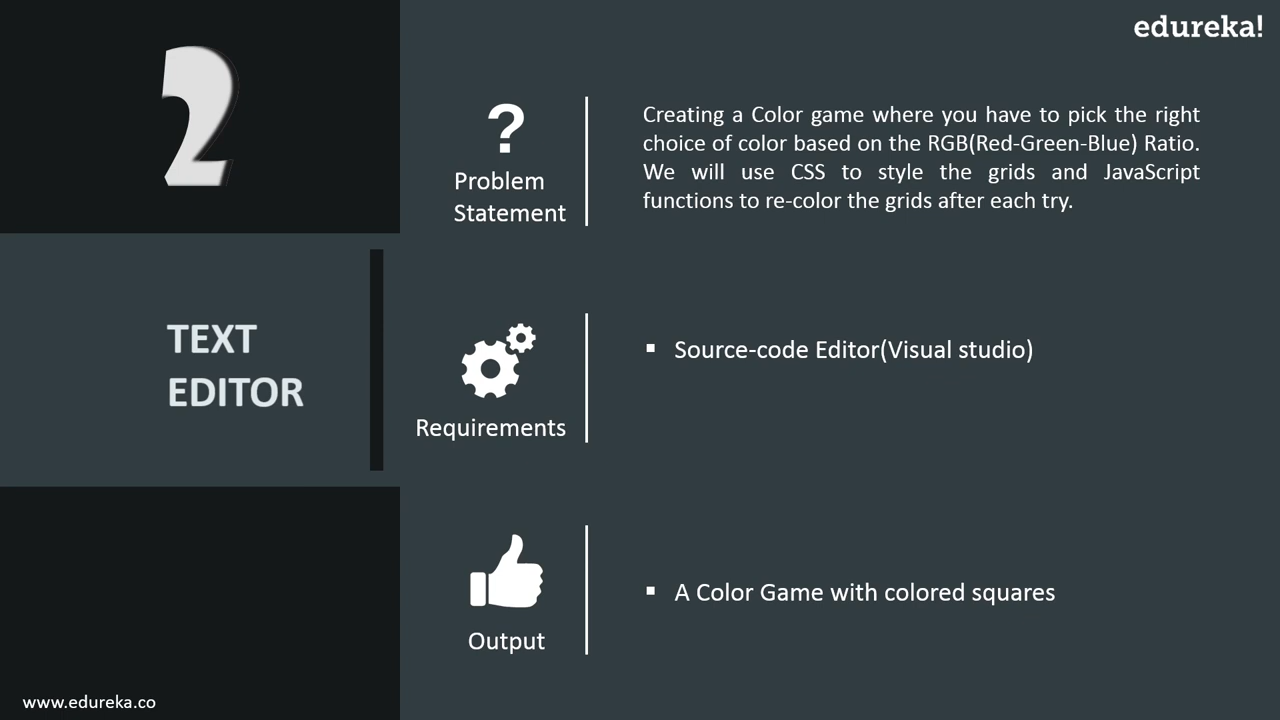 edureka!
2
TEXT
EDITOR
?
Problem
Statement
Creating a Color game where you have to pick the right
choice of color based on the RGB(Red-Green-Blue) Ratio.
We will use CSS to style the grids and JavaScript
functions to re-color the grids after each try.
Requirements
▪ Source-code Editor(Visual studio)
Output
▪ A Color Game with colored squares
www.edureka.co